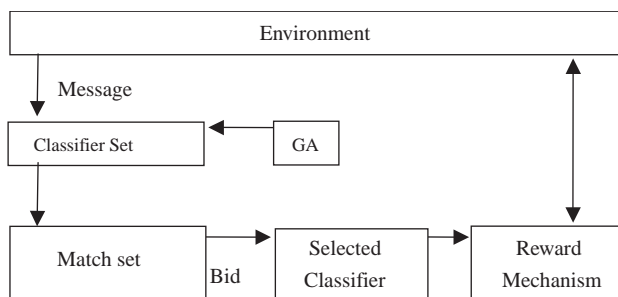 Environment
Message
Classifier Set
GA
Match set
Bid
Selected
Classifier
Reward
Mechanism